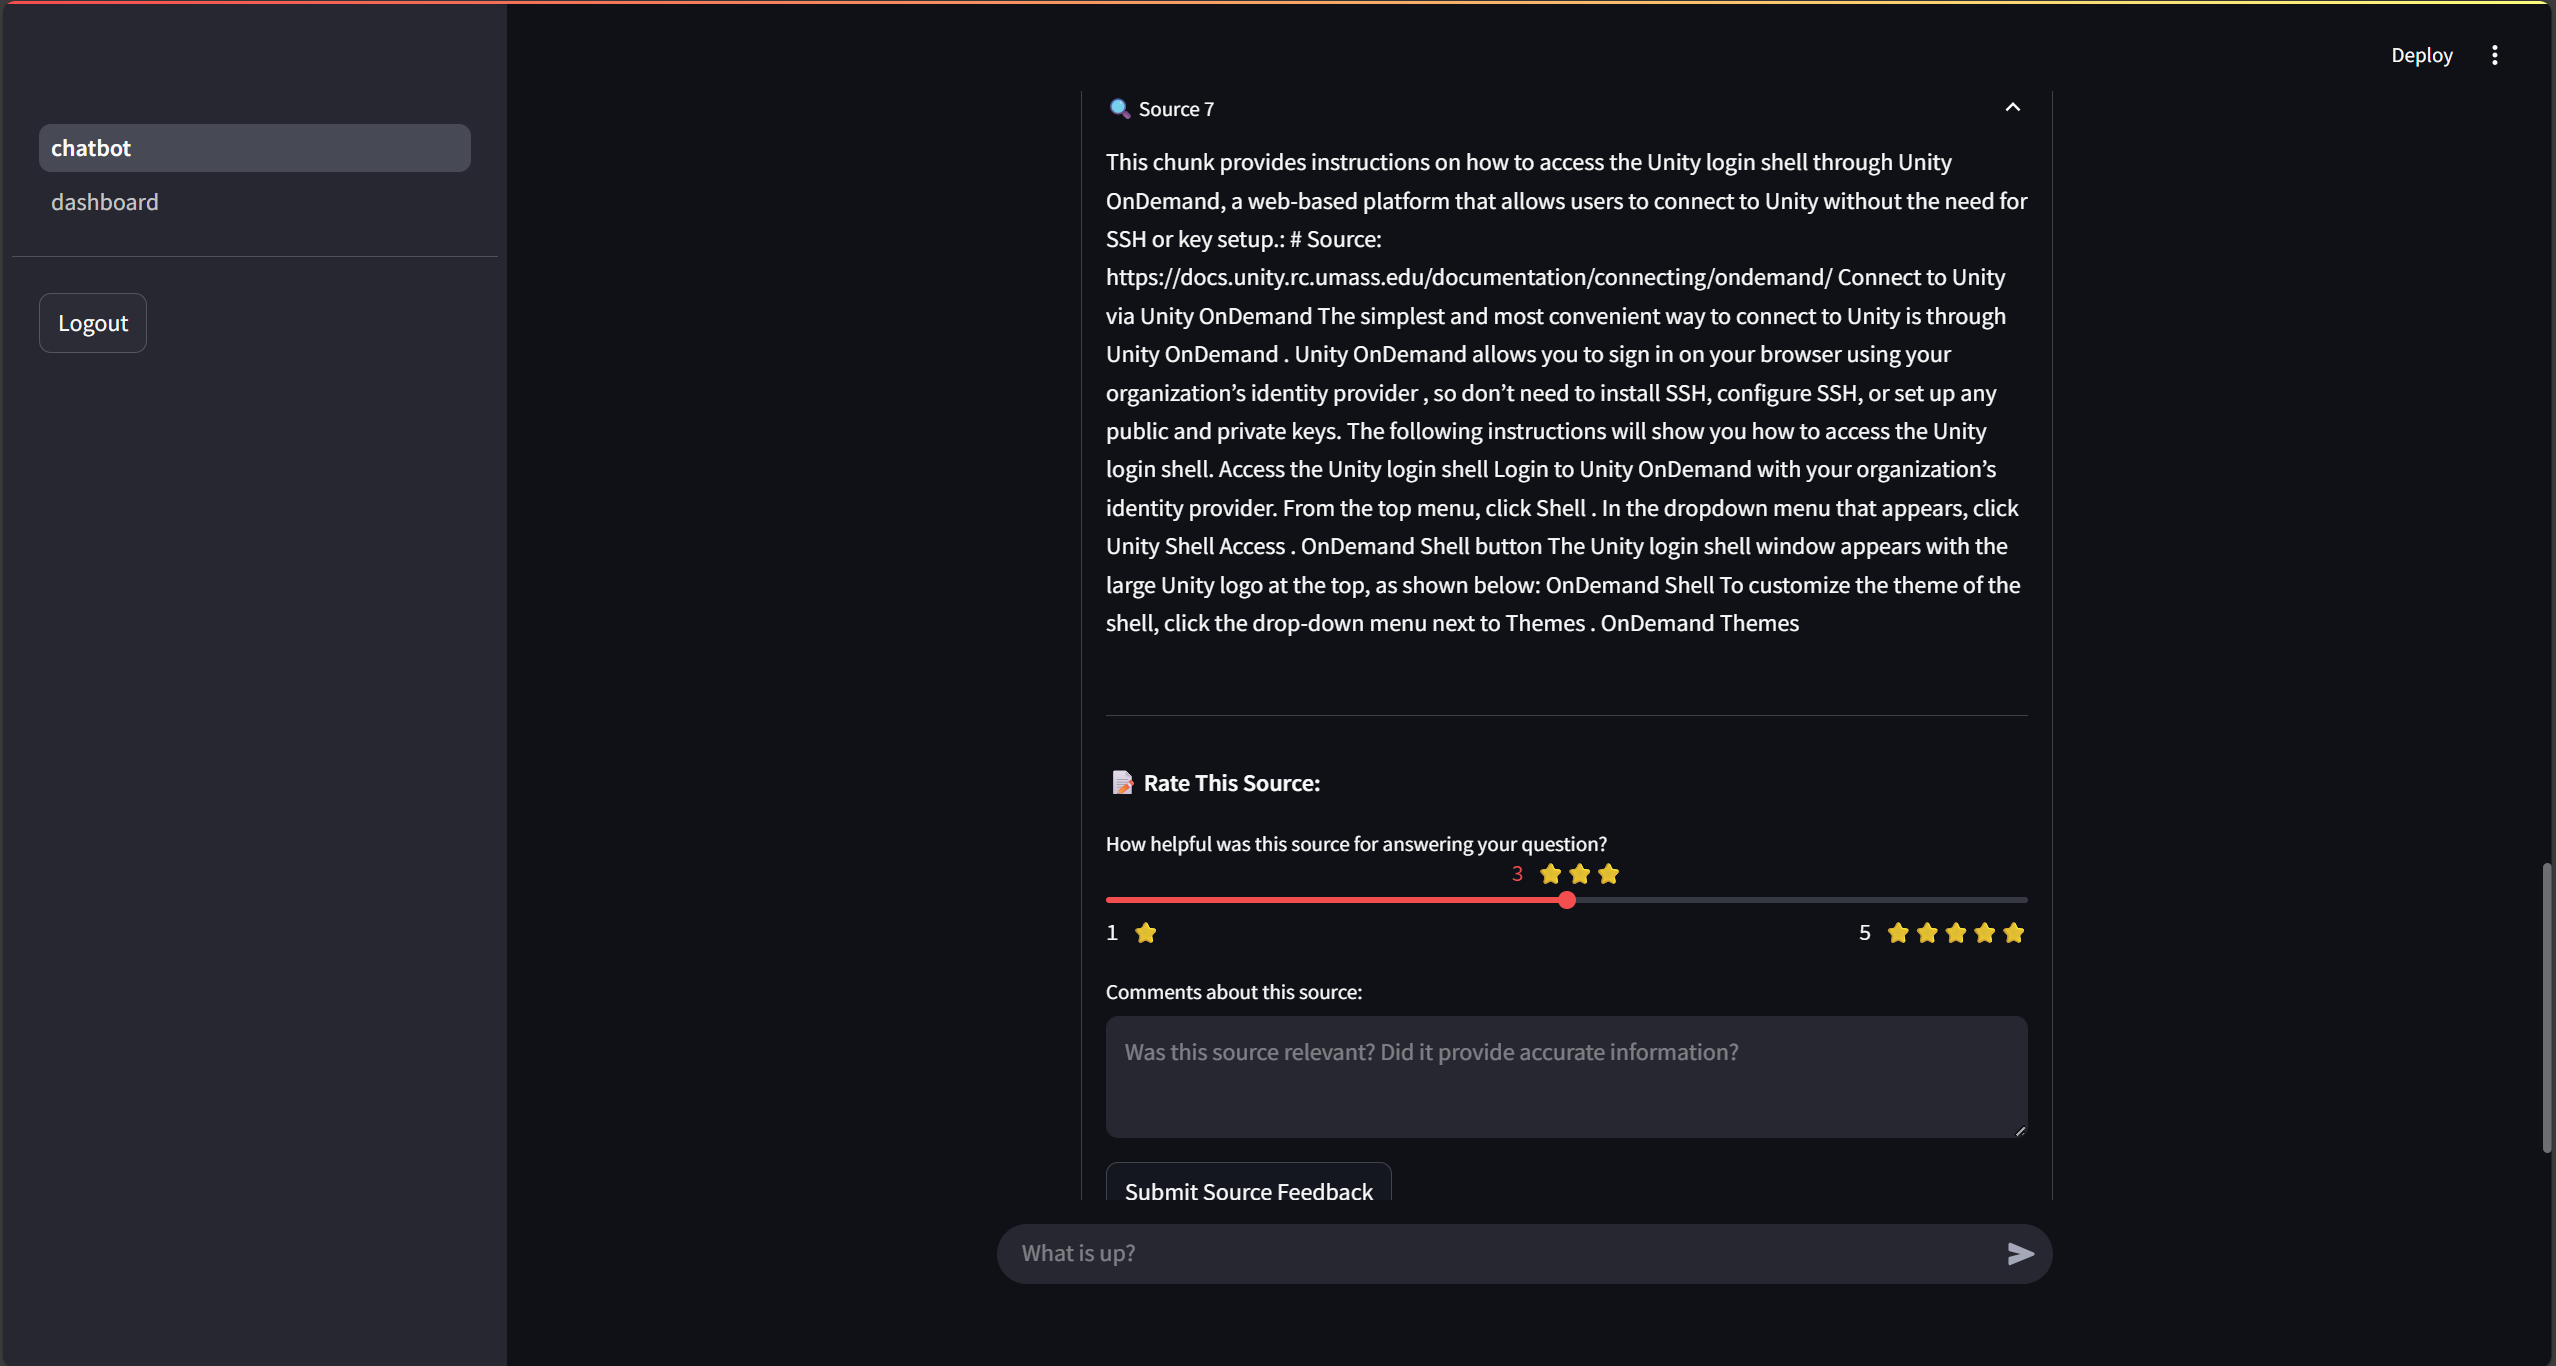 Deploy
chatbot
dashboard
Logout
Source 7
This chunk provides instructions on how to access the Unity login shell through Unity
OnDemand, a web-based platform that allows users to connect to Unity without the need for
SSH or key setup.: # Source:
https://docs.unity.rc.umass.edu/documentation/connecting/ondemand/ Connect to Unity
via Unity OnDemand The simplest and most convenient way to connect to Unity is through
Unity OnDemand . Unity OnDemand allows you to sign in on your browser using your
organization’s identity provider , so don’t need to install SSH, configure SSH, or set up any
public and private keys. The following instructions will show you how to access the Unity
login shell. Access the Unity login shell Login to Unity OnDemand with your organization’s
identity provider. From the top menu, click Shell . In the dropdown menu that appears, click
Unity Shell Access . OnDemand Shell button The Unity login shell window appears with the
large Unity logo at the top, as shown below: OnDemand Shell To customize the theme of the
shell, click the drop-down menu next to Themes . OnDemand Themes
Rate This Source:
How helpful was this source for answering your question?
3
1
5
Comments about this source:
Was this source relevant? Did it provide accurate information?
Submit Source Feedback
What is up?